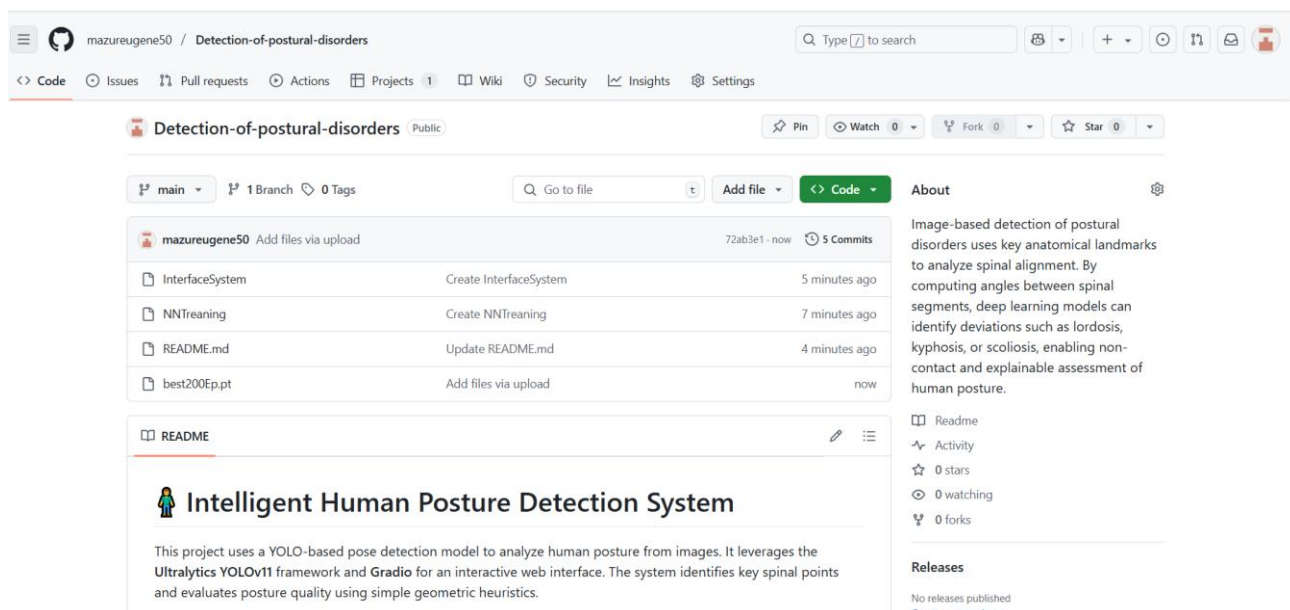 mazureugene50 / Detection-of-postural-disorders
Type / to search
Code Issues Pull requests Actions Projects 1 Wiki Security Insights Settings
Detection-of-postural-disorders Public
Pin Watch 0 Fork 0 Star 0
main 1 Branch 0 Tags
Go to file t Add file Code
mazureugene50 Add files via upload 72ab3e1 · now 5 Commits
InterfaceSystem Create InterfaceSystem 5 minutes ago
NNTreaning Create NNTreaning 7 minutes ago
README.md Update README.md 4 minutes ago
best200Ep.pt Add files via upload now
README
Intelligent Human Posture Detection System
This project uses a YOLO-based pose detection model to analyze human posture from images. It leverages the
Ultralytics YOLOv11 framework and Gradio for an interactive web interface. The system identifies key spinal points
and evaluates posture quality using simple geometric heuristics.
About
Image-based detection of postural
disorders uses key anatomical landmarks
to analyze spinal alignment. By
computing angles between spinal
segments, deep learning models can
identify deviations such as lordosis,
kyphosis, or scoliosis, enabling non-
contact and explainable assessment of
human posture.
Readme
Activity
0 stars
0 watching
0 forks
Releases
No releases published